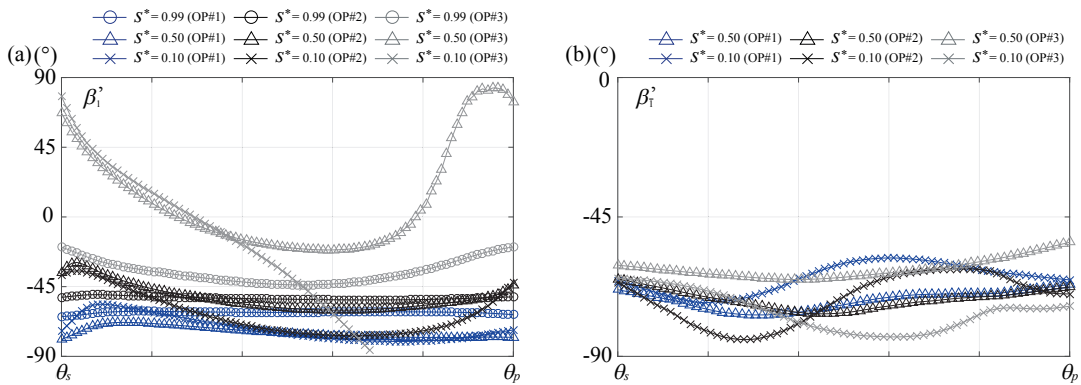 S* = 0.99 (OP#1) S* = 0.99 (OP#2) S* = 0.99 (OP#3)
S* = 0.50 (OP#1) S* = 0.50 (OP#2) S* = 0.50 (OP#3)
S* = 0.10 (OP#1) S* = 0.10 (OP#2) S* = 0.10 (OP#3)
(a) (°)
90
45
0
-45
-90
β₁'
θₛ
θₚ
S* = 0.50 (OP#1) S* = 0.50 (OP#2) S* = 0.50 (OP#3)
S* = 0.10 (OP#1) S* = 0.10 (OP#2) S* = 0.10 (OP#3)
(b) (°)
0
-45
-90
β'₁̄
θₛ
θₚ